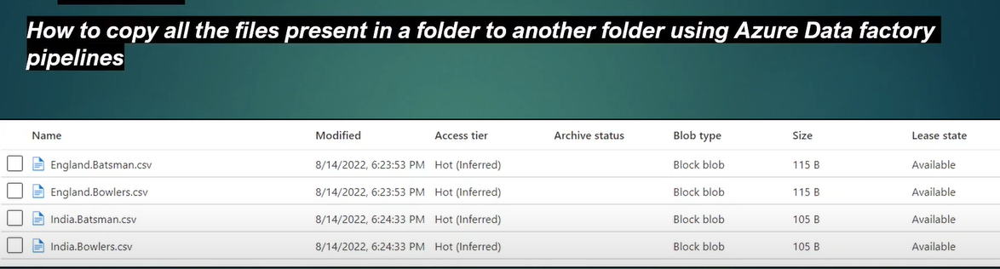 How to copy all the files present in a folder to another folder using Azure Data factory
pipelines
Name Modified Access tier Archive status Blob type Size Lease state
England.Batsman.csv 8/14/2022, 6:23:53 PM Hot (Inferred) Block blob 115 B Available
England.Bowlers.csv 8/14/2022, 6:23:53 PM Hot (Inferred) Block blob 115 B Available
India.Batsman.csv 8/14/2022, 6:24:33 PM Hot (Inferred) Block blob 105 B Available
India.Bowlers.csv 8/14/2022, 6:24:33 PM Hot (Inferred) Block blob 105 B Available